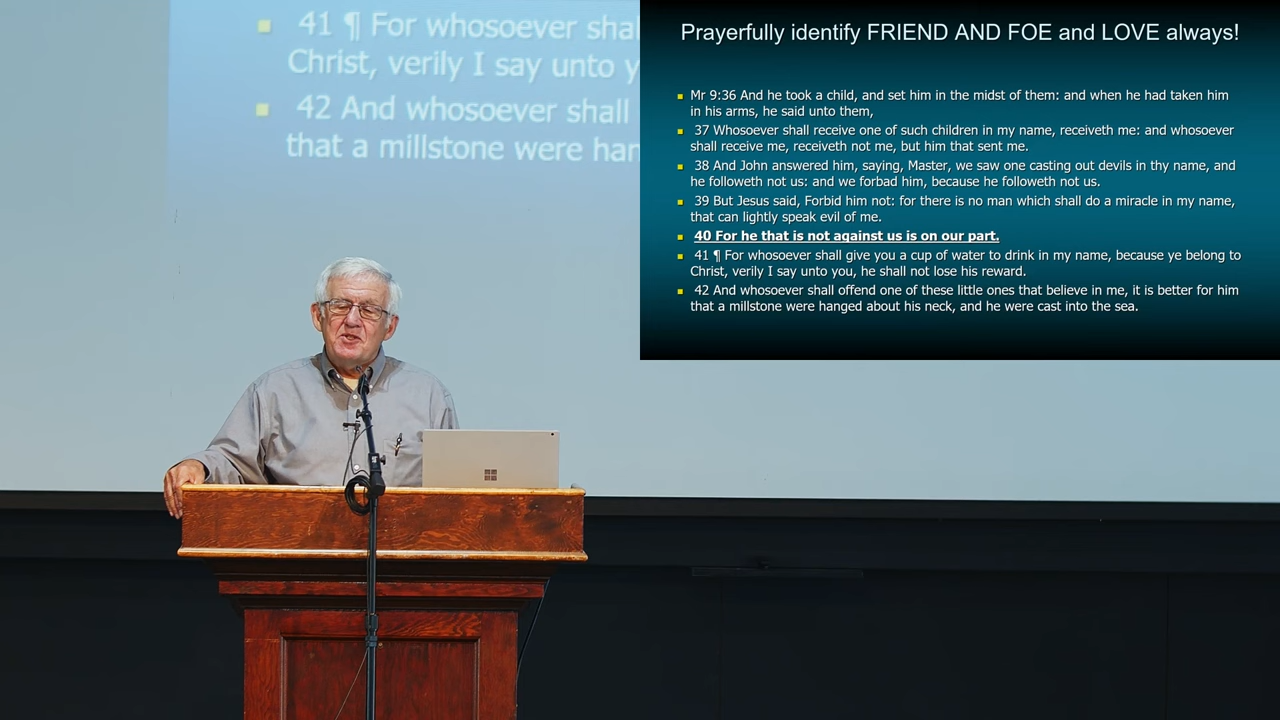 41 ¶ For whosoever shal
Christ, verily I say unto y
42 And whosoever shall
that a millstone were han
Prayerfully identify FRIEND AND FOE and LOVE always!
Mr 9:36 And he took a child, and set him in the midst of them: and when he had taken him
in his arms, he said unto them,
37 Whosoever shall receive one of such children in my name, receiveth me: and whosoever
shall receive me, receiveth not me, but him that sent me.
38 And John answered him, saying, Master, we saw one casting out devils in thy name, and
he followeth not us: and we forbad him, because he followeth not us.
39 But Jesus said, Forbid him not: for there is no man which shall do a miracle in my name,
that can lightly speak evil of me.
40 For he that is not against us is on our part.
41 ¶ For whosoever shall give you a cup of water to drink in my name, because ye belong to
Christ, verily I say unto you, he shall not lose his reward.
42 And whosoever shall offend one of these little ones that believe in me, it is better for him
that a millstone were hanged about his neck, and he were cast into the sea.